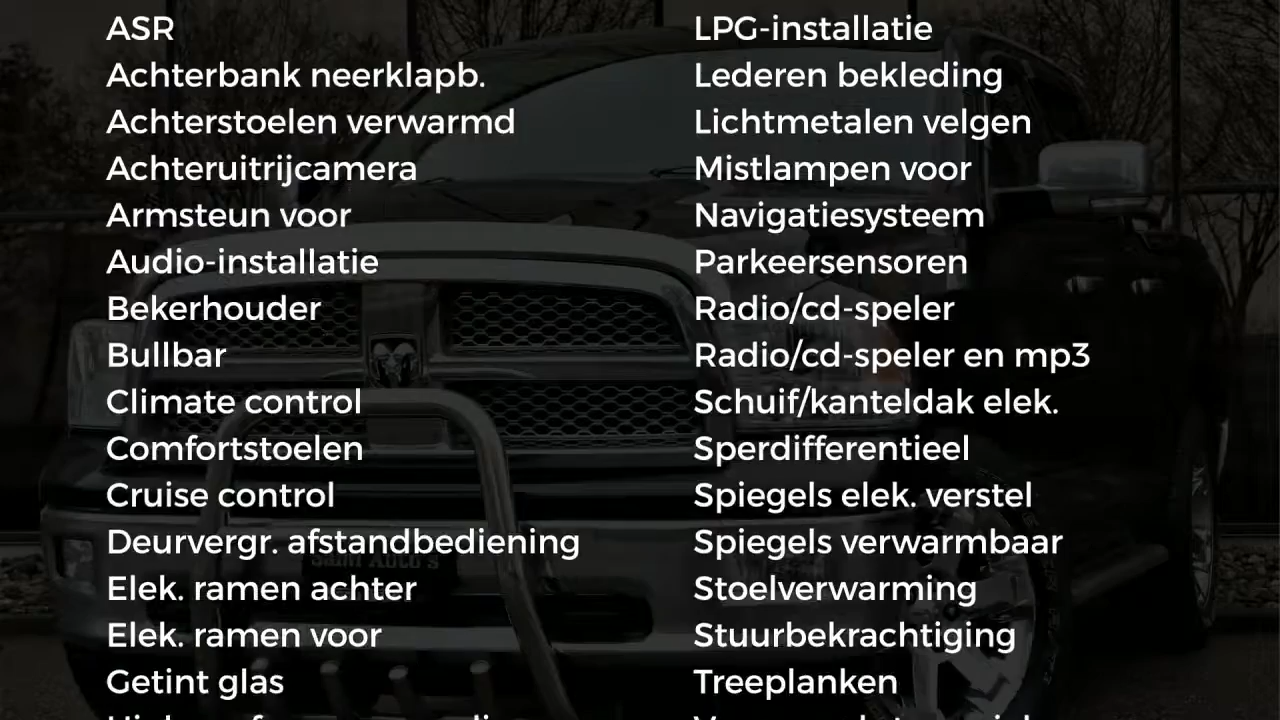 ASR
Achterbank neerklapb.
Achterstoelen verwarmd
Achteruitrijcamera
Armsteun voor
Audio-installatie
Bekerhouder
Bullbar
Climate control
Comfortstoelen
Cruise control
Deurvergr. afstandbediening
Elek. ramen achter
Elek. ramen voor
Getint glas
LPG-installatie
Lederen bekleding
Lichtmetalen velgen
Mistlampen voor
Navigatiesysteem
Parkeersensoren
Radio/cd-speler
Radio/cd-speler en mp3
Schuif/kanteldak elek.
Sperdifferentieel
Spiegels elek. verstel
Spiegels verwarmbaar
Stoelverwarming
Stuurbekrachtiging
Treeplanken